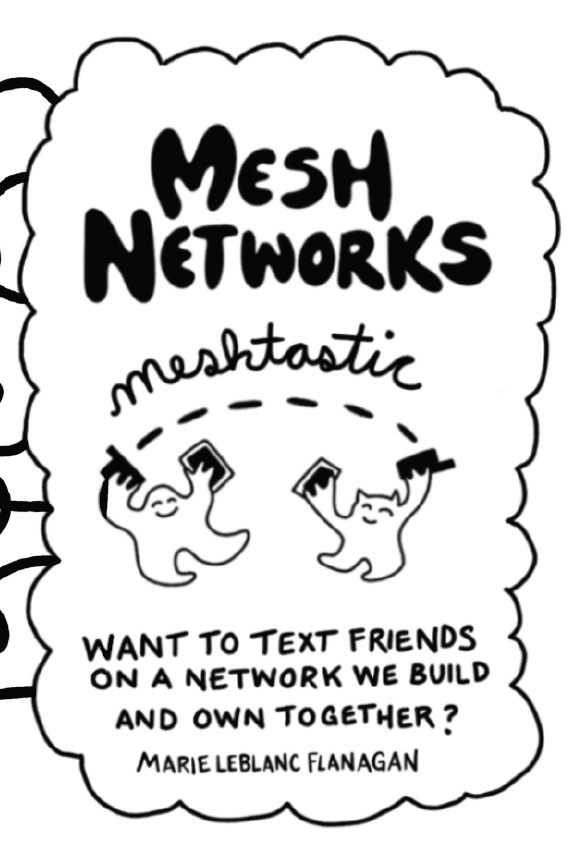 MESH
NETWORKS
meshtastic
WANT TO TEXT FRIENDS
ON A NETWORK WE BUILD
AND OWN TOGETHER?
MARIE LEBLANC FLANAGAN